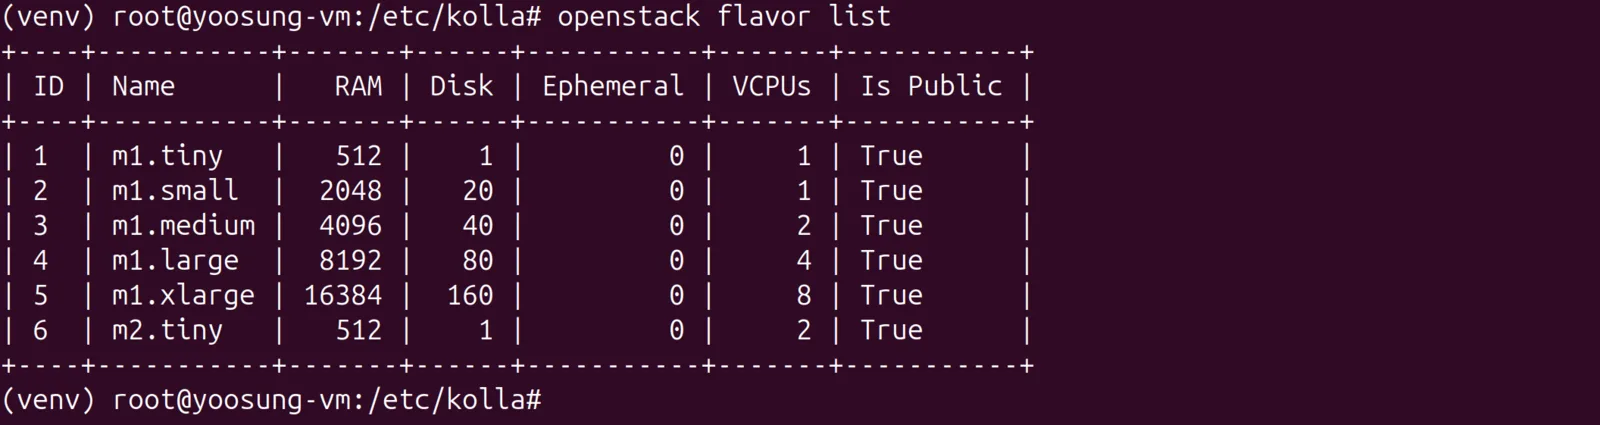 (venv) root@yoosung-vm:/etc/kolla# openstack flavor list
+----+-----------+-------+------+-----------+-------+-----------+
| ID | Name      |   RAM | Disk | Ephemeral | VCPUs | Is Public |
+----+-----------+-------+------+-----------+-------+-----------+
| 1  | m1.tiny   |   512 |    1 |         0 |     1 | True      |
| 2  | m1.small  |  2048 |   20 |         0 |     1 | True      |
| 3  | m1.medium |  4096 |   40 |         0 |     2 | True      |
| 4  | m1.large  |  8192 |   80 |         0 |     4 | True      |
| 5  | m1.xlarge | 16384 |  160 |         0 |     8 | True      |
| 6  | m2.tiny   |   512 |    1 |         0 |     2 | True      |
+----+-----------+-------+------+-----------+-------+-----------+
(venv) root@yoosung-vm:/etc/kolla#